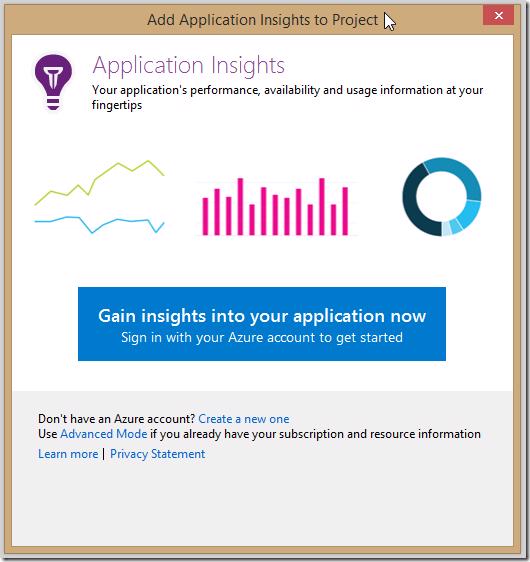 Add Application Insights to Project
Application Insights
Your application's performance, availability and usage information at your
fingertips
Gain insights into your application now
Sign in with your Azure account to get started
Don't have an Azure account? Create a new one
Use Advanced Mode if you already have your subscription and resource information
Learn more | Privacy Statement